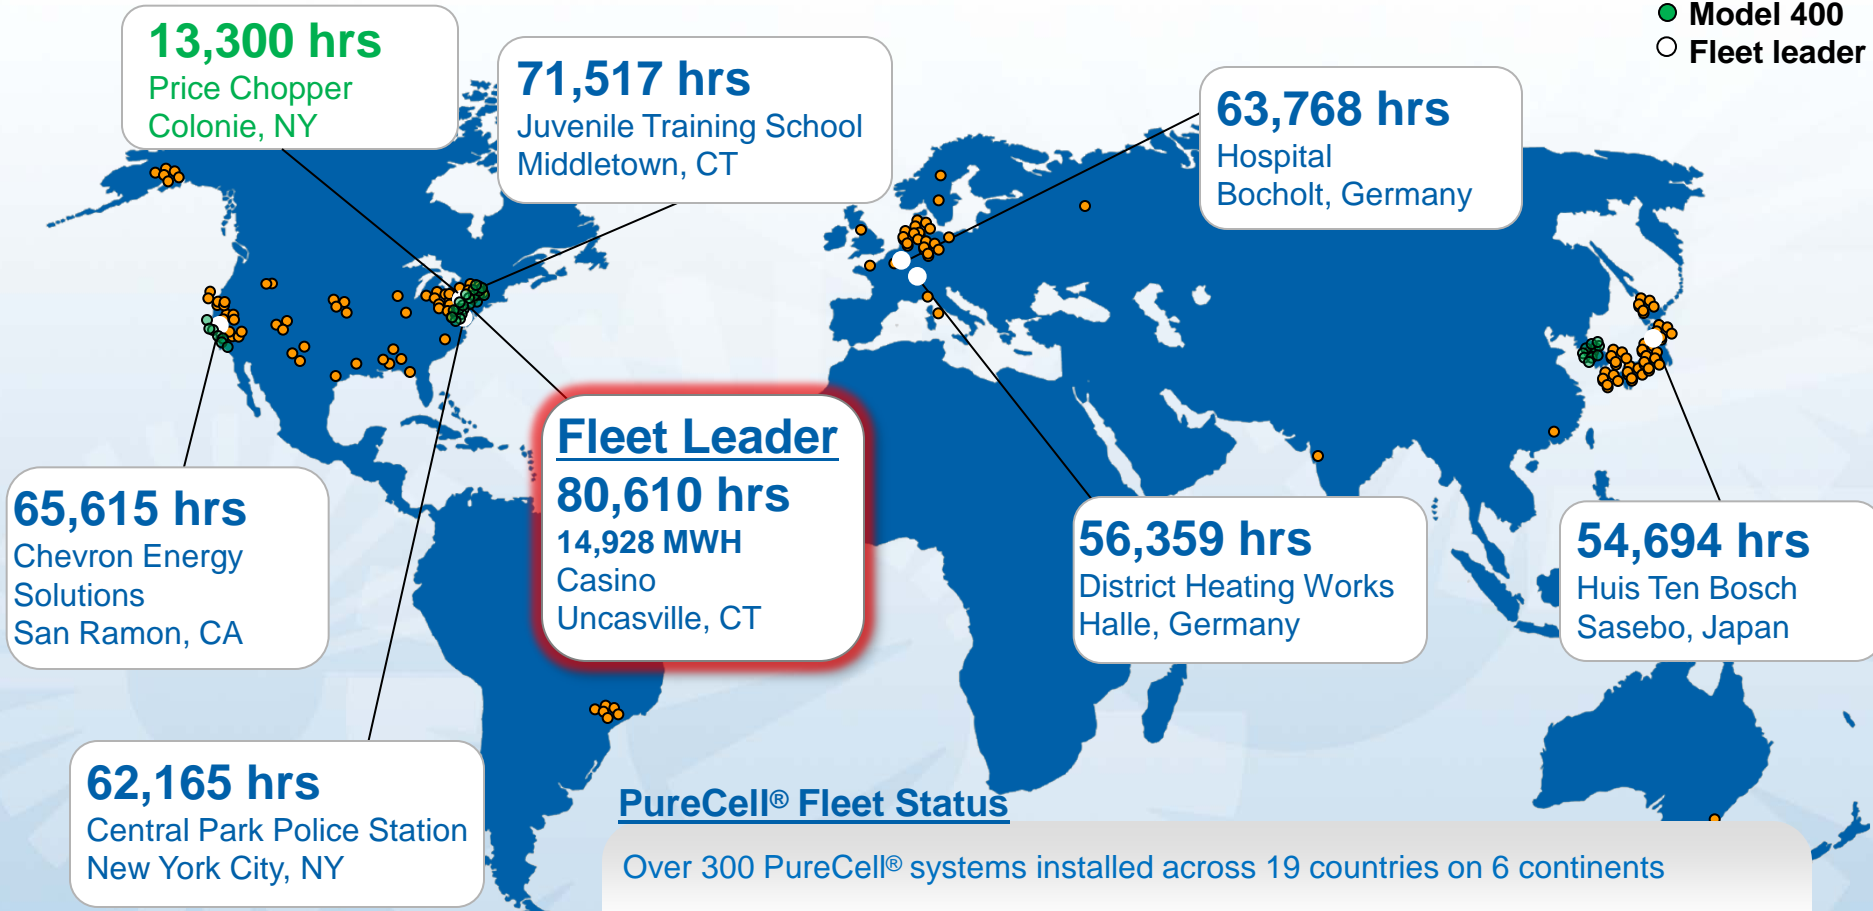 Model 400
Fleet leader
13,300 hrs
Price Chopper
Colonie, NY
71,517 hrs
Juvenile Training School
Middletown, CT
63,768 hrs
Hospital
Bocholt, Germany
Fleet Leader
80,610 hrs
14,928 MWH
Casino
Uncasville, CT
65,615 hrs
Chevron Energy
Solutions
San Ramon, CA
56,359 hrs
District Heating Works
Halle, Germany
54,694 hrs
Huis Ten Bosch
Sasebo, Japan
62,165 hrs
Central Park Police Station
New York City, NY
PureCell® Fleet Status
Over 300 PureCell® systems installed across 19 countries on 6 continents